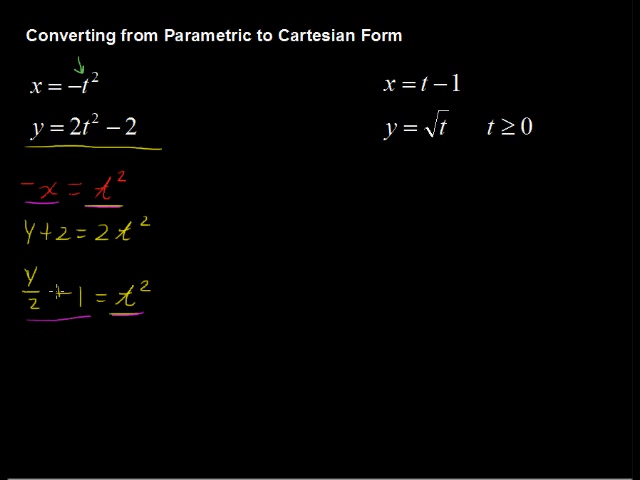 Converting from Parametric to Cartesian Form
x = -t²
y = 2t² - 2
-x = t²
y + 2 = 2t²
y/2 + 1 = t²
x = t - 1
y = √t t ≥ 0